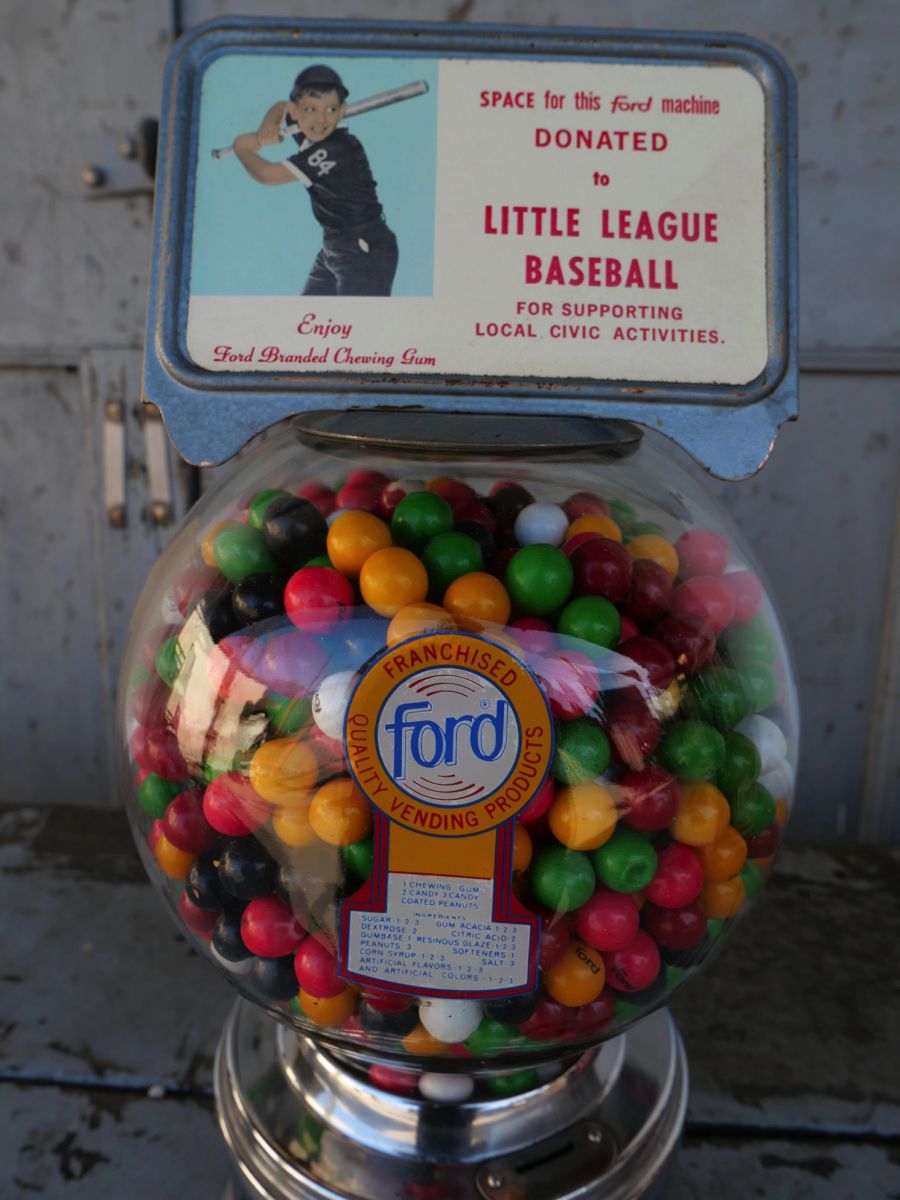 84
SPACE for this Ford machine
DONATED
to
LITTLE LEAGUE
BASEBALL
FOR SUPPORTING
LOCAL CIVIC ACTIVITIES.
Enjoy
Ford Branded Chewing Gum
FRANCHISED
Ford®
QUALITY VENDING PRODUCTS
1 CHEWING GUM
2 CANDY 3 CANDY
COATED PEANUTS
INGREDIENTS
SUGAR-1-2-3 GUM ACACIA-1-2-3
DEXTROSE-2 CITRIC ACID-2
GUMBASE 1 RESINOUS GLAZE-1-2-3
PEANUTS 3 SOFTENERS 1
CORN SYRUP-1-2-3 SALT 3
ARTIFICIAL FLAVORS-1-2-3
AND ARTIFICIAL COLORS-1-2-3
Ford